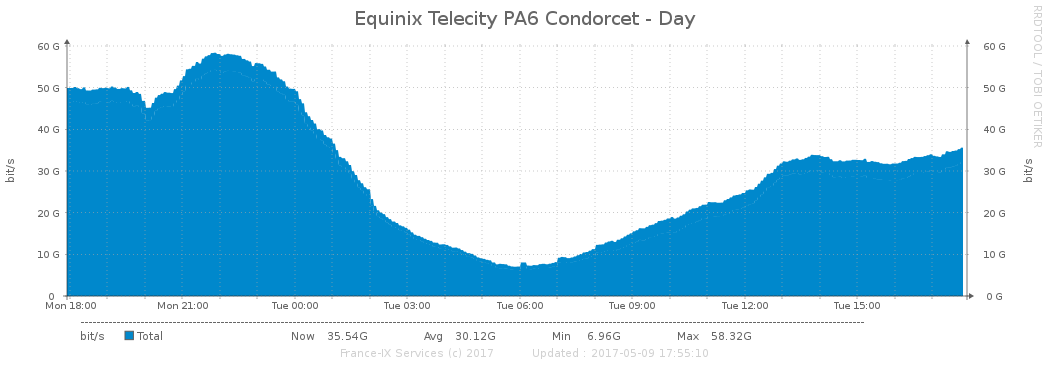 Equinix Telecity PA6 Condorcet - Day
RRDTOOL / TOBI OETIKER
bit/s
60 G
50 G
40 G
30 G
20 G
10 G
0
60 G
50 G
40 G
30 G
20 G
10 G
0 G
bit/s
Mon 18:00 Mon 21:00 Tue 00:00 Tue 03:00 Tue 06:00 Tue 09:00 Tue 12:00 Tue 15:00
bit/s Total Now 35.54G Avg 30.12G Min 6.96G Max 58.32G
France-IX Services (c) 2017 Updated : 2017-05-09 17:55:10